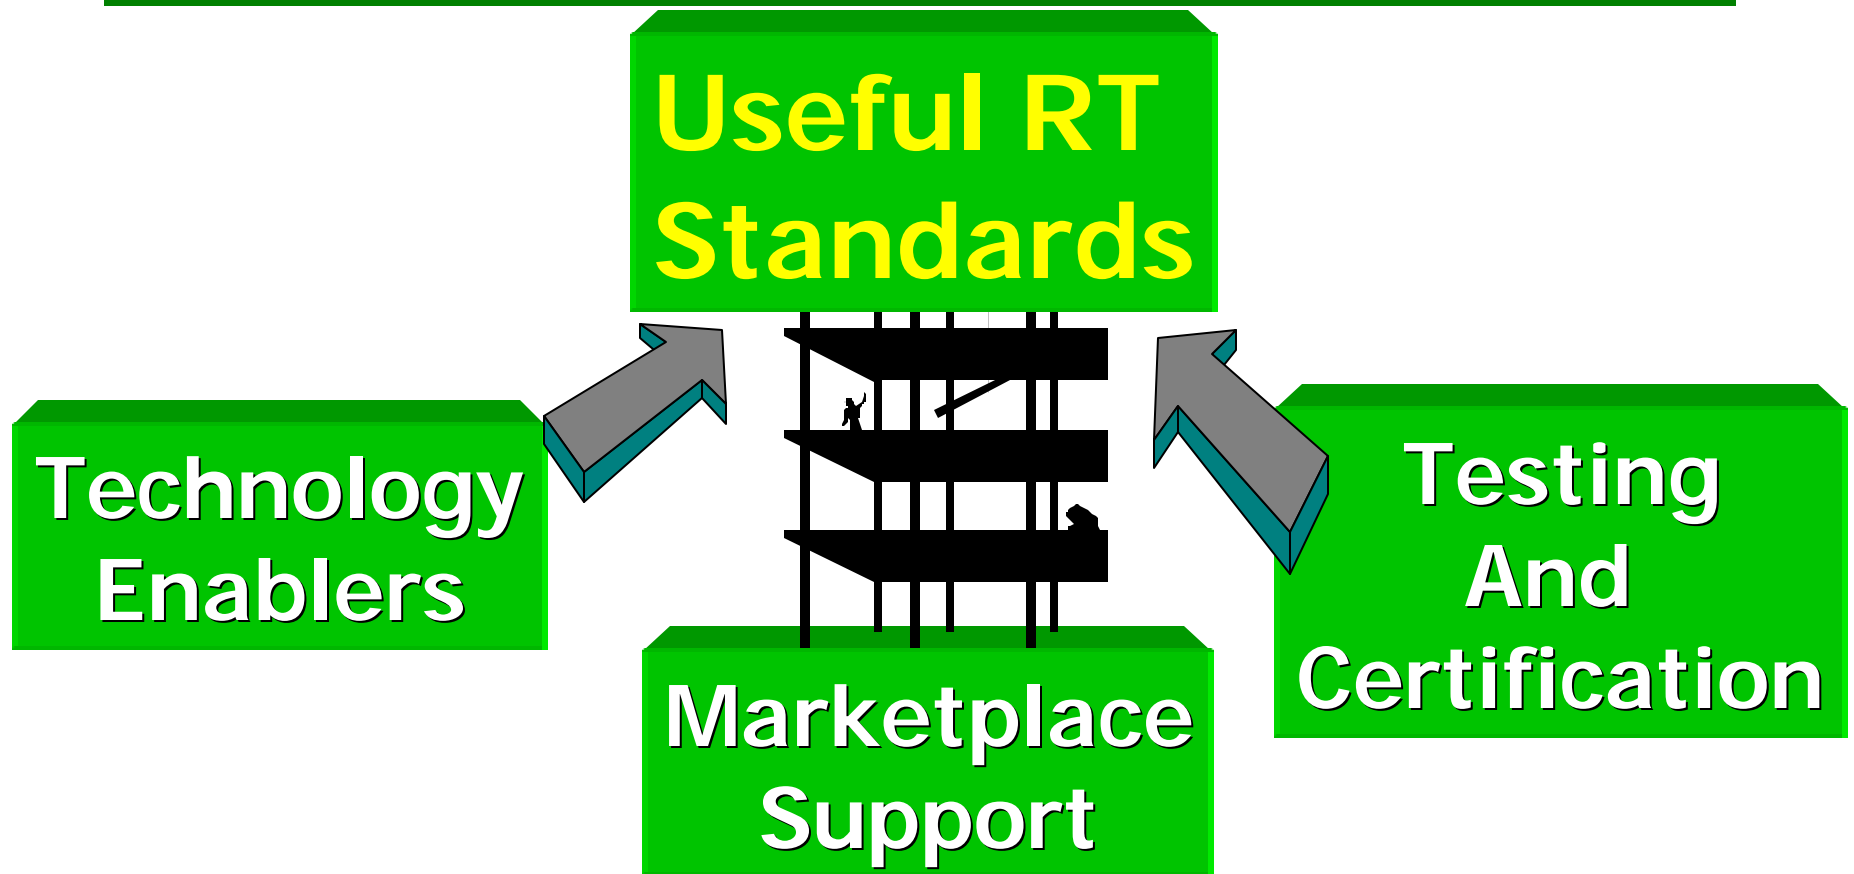 Useful RT
Standards
Technology
Enablers
Testing
And
Certification
Marketplace
Support